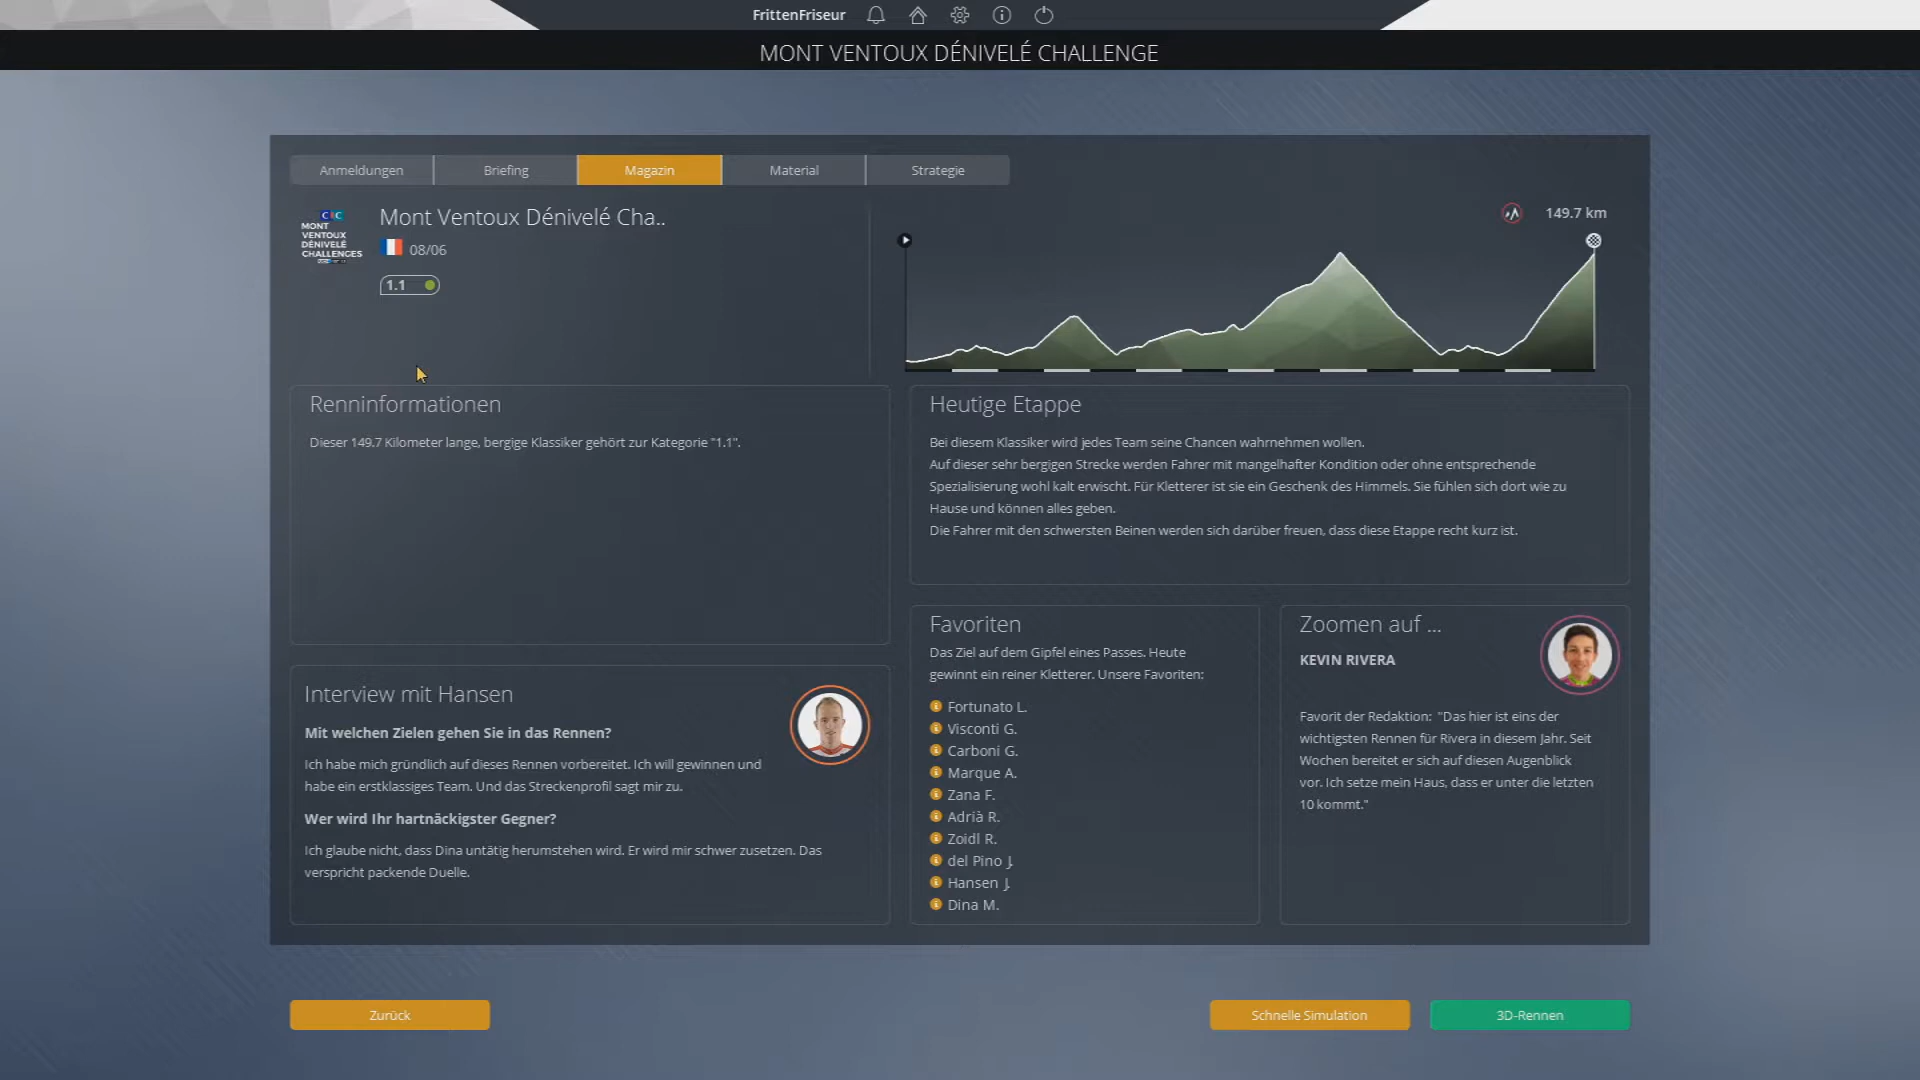 FrittenFriseur
MONT VENTOUX DÉNIVELÉ CHALLENGE
Anmeldungen
Briefing
Magazin
Material
Strategie
CIC
MONT
VENTOUX
DÉNIVELÉ
CHALLENGES
Mont Ventoux Dénivelé Cha..
08/06
1.1
149.7 km
Renninformationen
Dieser 149.7 Kilometer lange, bergige Klassiker gehört zur Kategorie "1.1".
Heutige Etappe
Bei diesem Klassiker wird jedes Team seine Chancen wahrnehmen wollen.
Auf dieser sehr bergigen Strecke werden Fahrer mit mangelhafter Kondition oder ohne entsprechende
Spezialisierung wohl kalt erwischt. Für Kletterer ist sie ein Geschenk des Himmels. Sie fühlen sich dort wie zu
Hause und können alles geben.
Die Fahrer mit den schwersten Beinen werden sich darüber freuen, dass diese Etappe recht kurz ist.
Interview mit Hansen
Mit welchen Zielen gehen Sie in das Rennen?
Ich habe mich gründlich auf dieses Rennen vorbereitet. Ich will gewinnen und
habe ein erstklassiges Team. Und das Streckenprofil sagt mir zu.
Wer wird Ihr hartnäckigster Gegner?
Ich glaube nicht, dass Dina untätig herumstehen wird. Er wird mir schwer zusetzen. Das
verspricht packende Duelle.
Favoriten
Das Ziel auf dem Gipfel eines Passes. Heute
gewinnt ein reiner Kletterer. Unsere Favoriten:
Fortunato L.
Visconti G.
Carboni G.
Marque A.
Zana F.
Adrià R.
Zoidl R.
del Pino J.
Hansen J.
Dina M.
Zoomen auf ...
KEVIN RIVERA
Favorit der Redaktion: "Das hier ist eins der
wichtigsten Rennen für Rivera in diesem Jahr. Seit
Wochen bereitet er sich auf diesen Augenblick
vor. Ich setze mein Haus, dass er unter die letzten
10 kommt."
Zurück
Schnelle Simulation
3D-Rennen